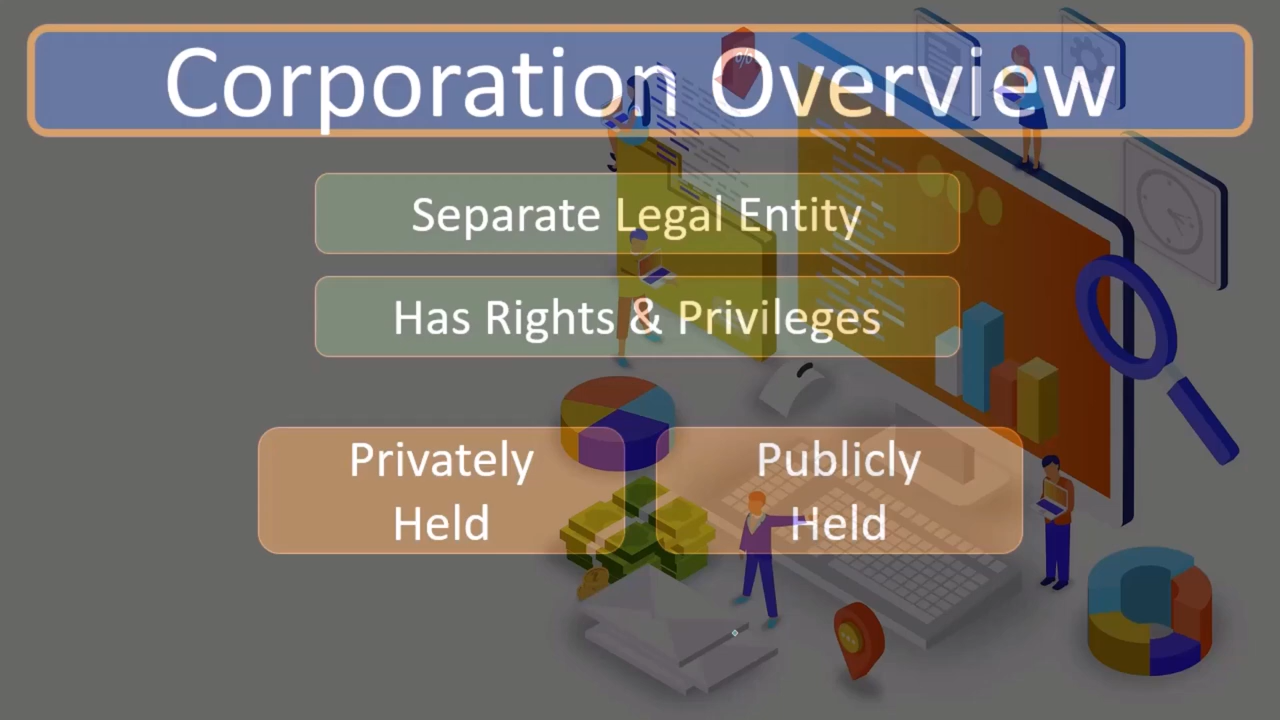 Corporation Overview
Separate Legal Entity
Has Rights & Privileges
Privately
Held
Publicly
Held
%